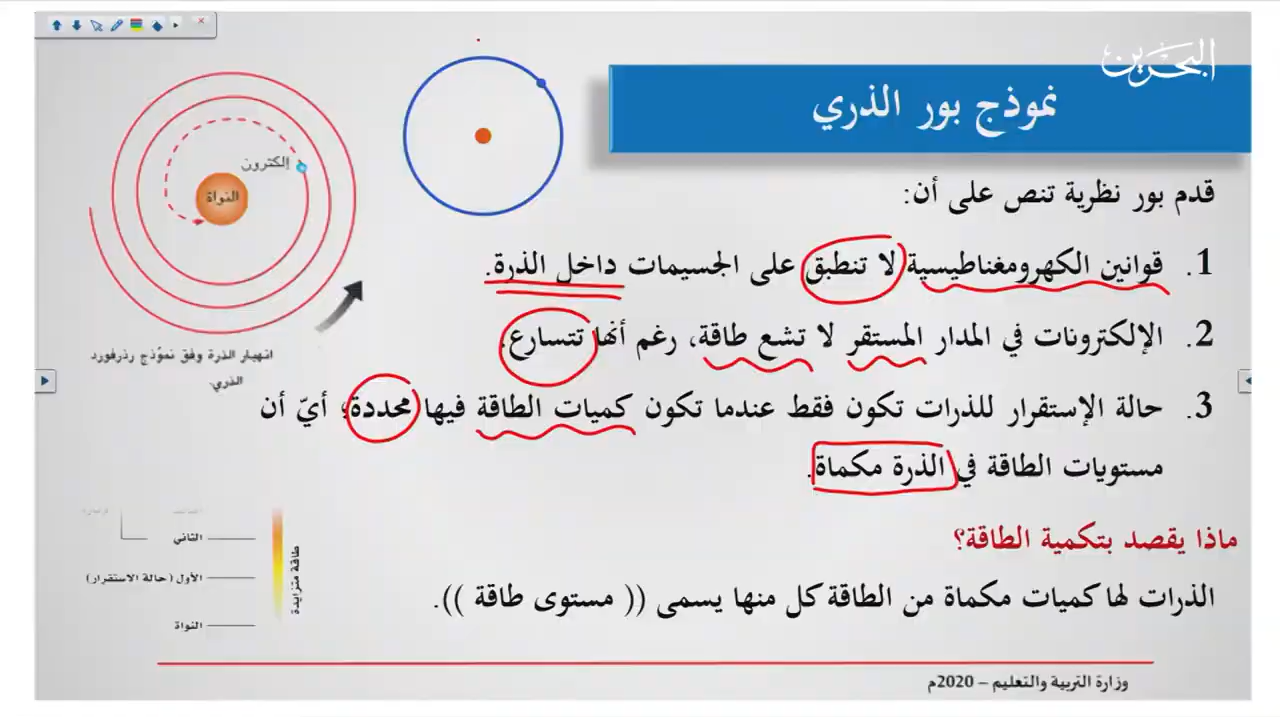 البحرين
نموذج بور الذري
قدم بور نظرية تنص على أن:
1. قوانين الكهرومغناطيسية لا تنطبق على الجسيمات داخل الذرة.
2. الإلكترونات في المدار المستقر لا تشع طاقة، رغم أنها تتسارع.
3. حالة الإستقرار للذرات تكون فقط عندما تكون كميات الطاقة فيها محددة؛ أيّ أن
مستويات الطاقة في الذرة مكماة.
ماذا يقصد بتكمية الطاقة؟
الذرات لها كميات مكماة من الطاقة كل منها يسمى (( مستوى طاقة )).
إلكترون
النواة
انهيار الذرة وفق نموّذج رذرفورد
الذري.
الثاني
الأول (حالة الاستقرار)
النواة
طاقة متزايدة
وزارة التربية والتعليم – 2020م